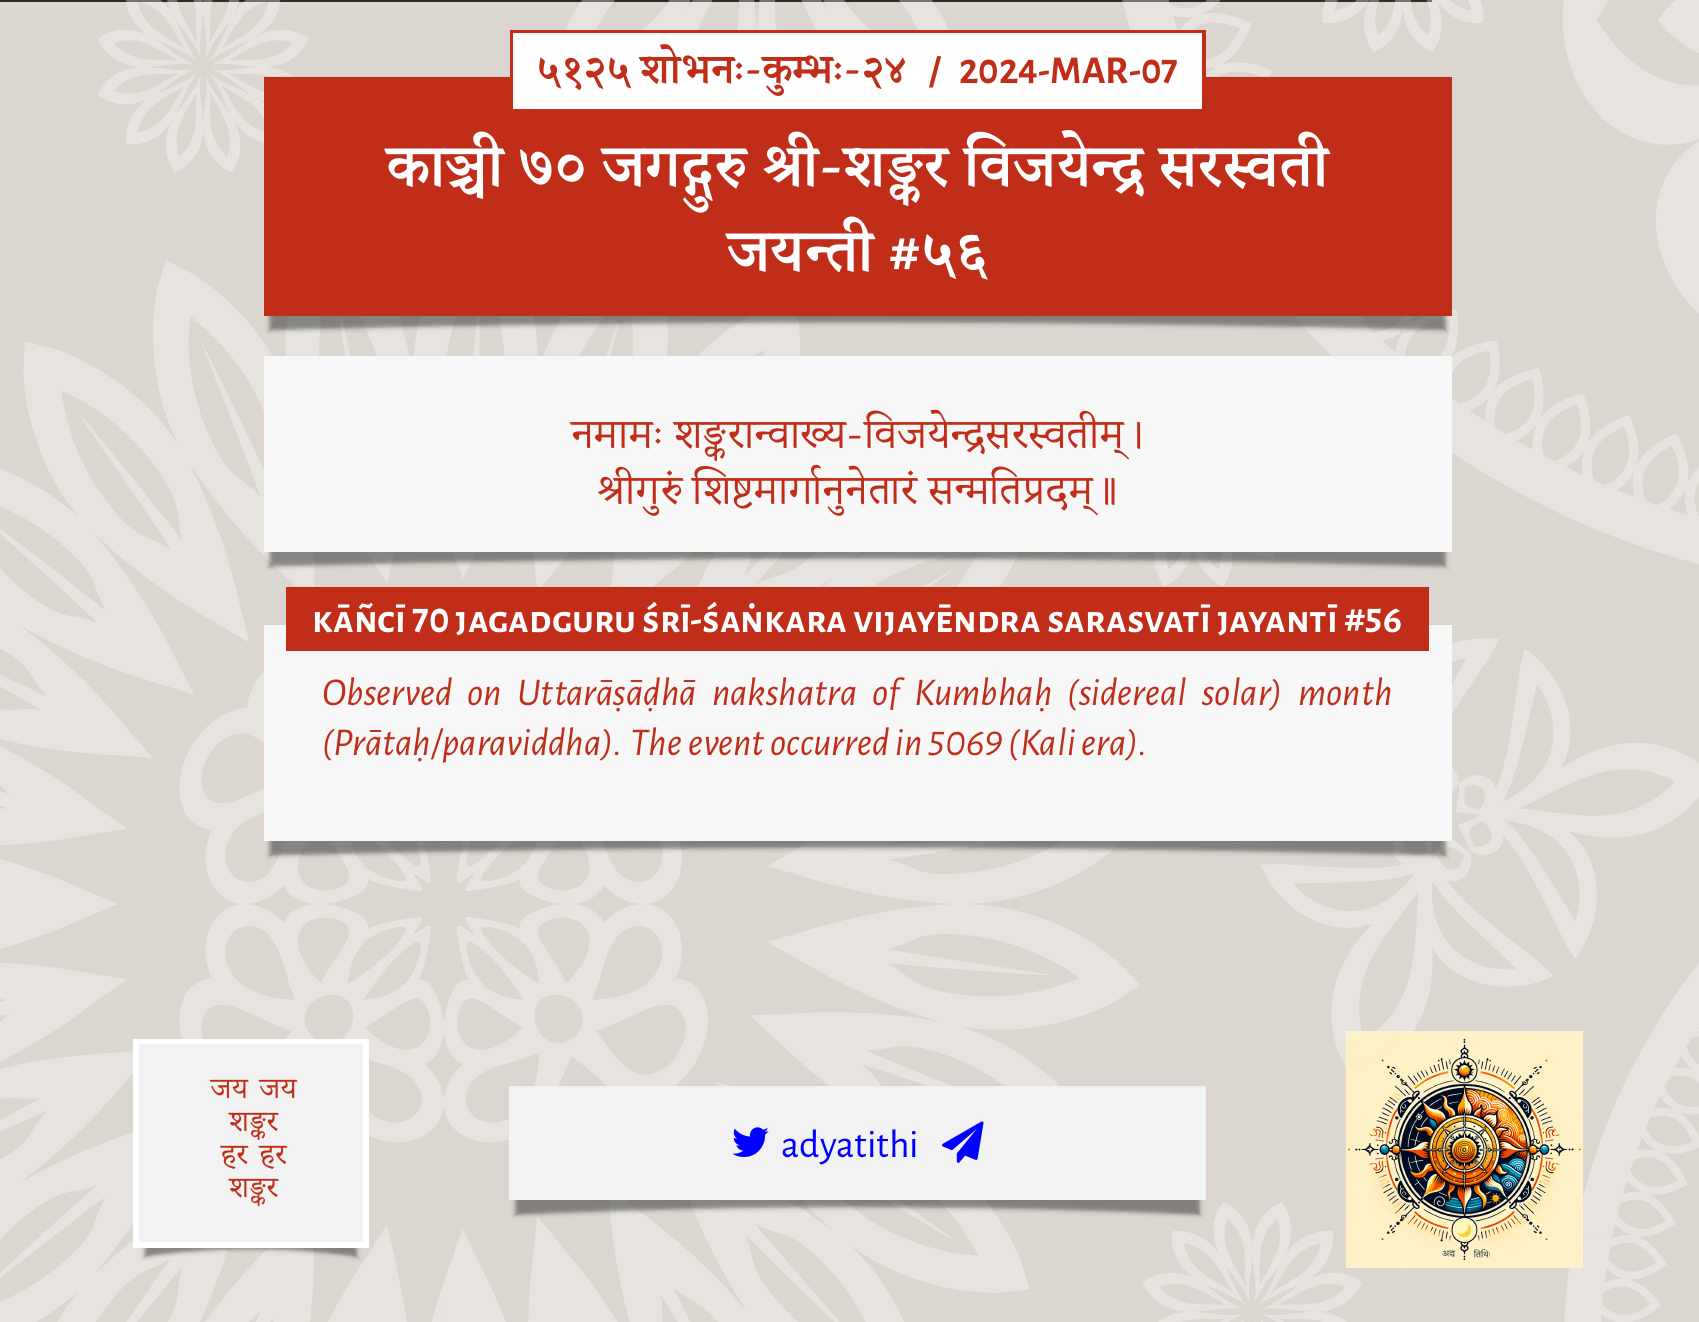 ५१२५ शोभनः-कुम्भः-२४ / 2024-MAR-07
काञ्ची ७० जगद्गुरु श्री-शङ्कर विजयेन्द्र सरस्वती
जयन्ती #५६
नमामः शङ्करान्वाख्य-विजयेन्द्रसरस्वतीम्।
श्रीगुरुं शिष्टमार्गानुनेतारं सन्मतिप्रदम्॥
KĀÑCĪ 70 JAGADGURU ŚRĪ-ŚAṄKARA VIJAYĒNDRA SARASVATĪ JAYANTĪ #56
Observed on Uttarāṣāḍhā nakshatra of Kumbhaḥ (sidereal solar) month
(Prātaḥ/paraviddha). The event occurred in 5069 (Kali era).
जय जय
शङ्कर
हर हर
शङ्कर
adyatithi
अद्य तिथिः